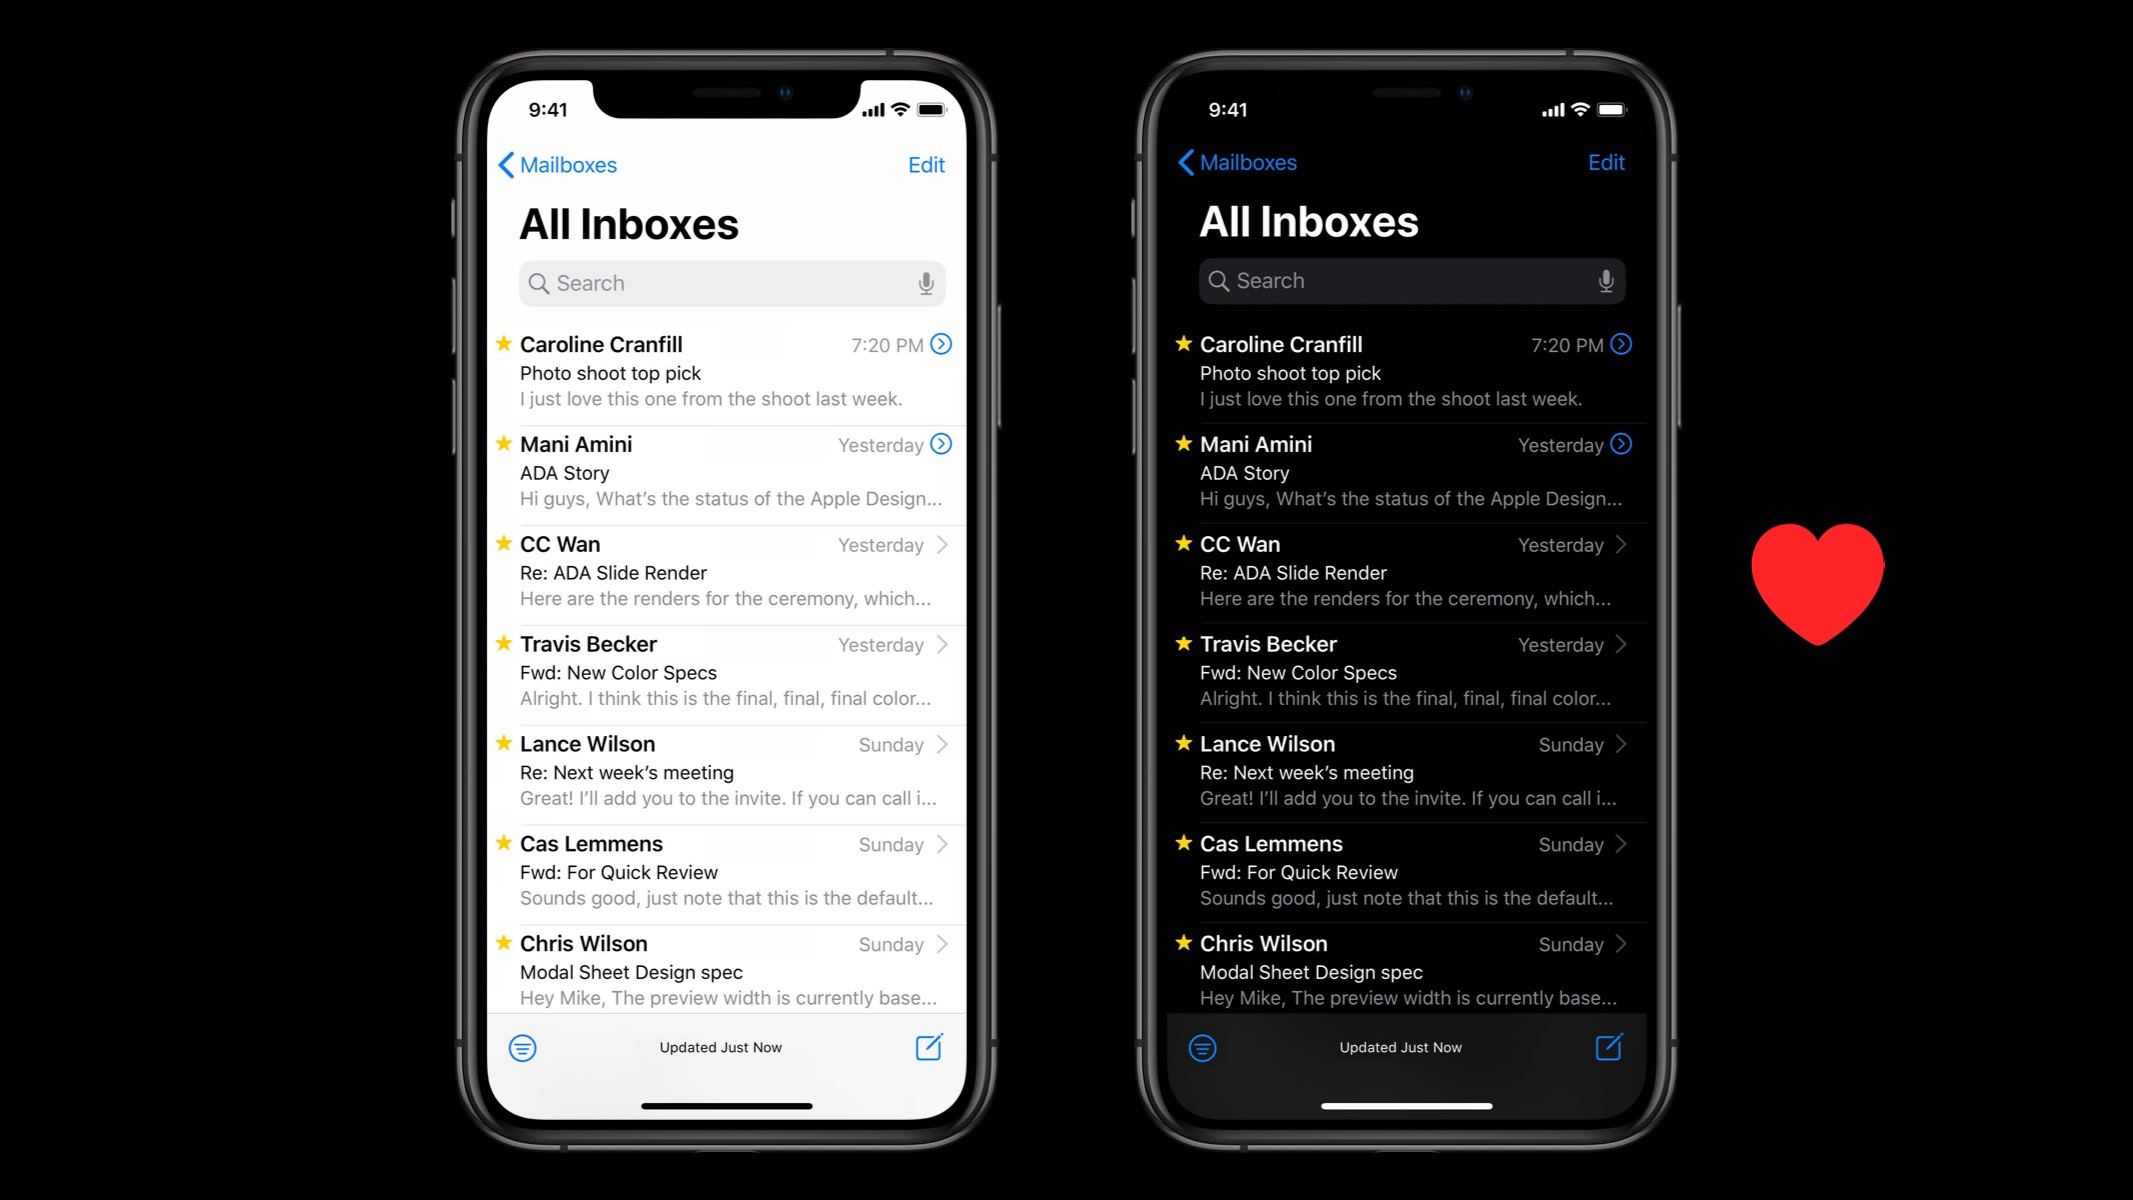 9:41
Mailboxes
Edit
All Inboxes
Search
Caroline Cranfill
7:20 PM
Photo shoot top pick
I just love this one from the shoot last week.
Mani Amini
Yesterday
ADA Story
Hi guys, What’s the status of the Apple Design...
CC Wan
Yesterday
Re: ADA Slide Render
Here are the renders for the ceremony, which...
Travis Becker
Yesterday
Fwd: New Color Specs
Alright. I think this is the final, final, final color...
Lance Wilson
Sunday
Re: Next week’s meeting
Great! I’ll add you to the invite. If you can call i...
Cas Lemmens
Sunday
Fwd: For Quick Review
Sounds good, just note that this is the default...
Chris Wilson
Sunday
Modal Sheet Design spec
Hey Mike, The preview width is currently base...
Updated Just Now
9:41
Mailboxes
Edit
All Inboxes
Search
Caroline Cranfill
7:20 PM
Photo shoot top pick
I just love this one from the shoot last week.
Mani Amini
Yesterday
ADA Story
Hi guys, What’s the status of the Apple Design...
CC Wan
Yesterday
Re: ADA Slide Render
Here are the renders for the ceremony, which...
Travis Becker
Yesterday
Fwd: New Color Specs
Alright. I think this is the final, final, final color...
Lance Wilson
Sunday
Re: Next week’s meeting
Great! I’ll add you to the invite. If you can call i...
Cas Lemmens
Sunday
Fwd: For Quick Review
Sounds good, just note that this is the default...
Chris Wilson
Sunday
Modal Sheet Design spec
Hey Mike, The preview width is currently base...
Updated Just Now